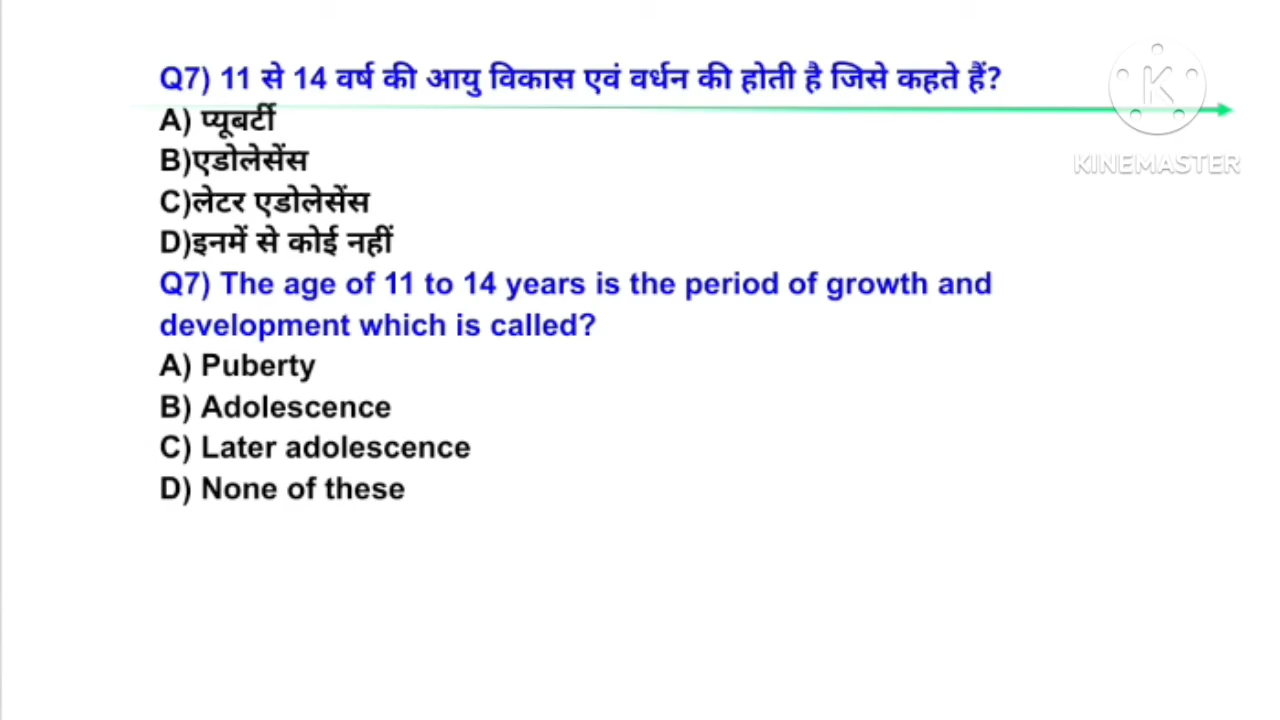 Q7) 11 से 14 वर्ष की आयु विकास एवं वर्धन की होती है जिसे कहते हैं?
A) प्यूबर्टी
B)एडोलेसेंस
C)लेटर एडोलेसेंस
D)इनमें से कोई नहीं
Q7) The age of 11 to 14 years is the period of growth and
development which is called?
A) Puberty
B) Adolescence
C) Later adolescence
D) None of these
K
KINEMASTER